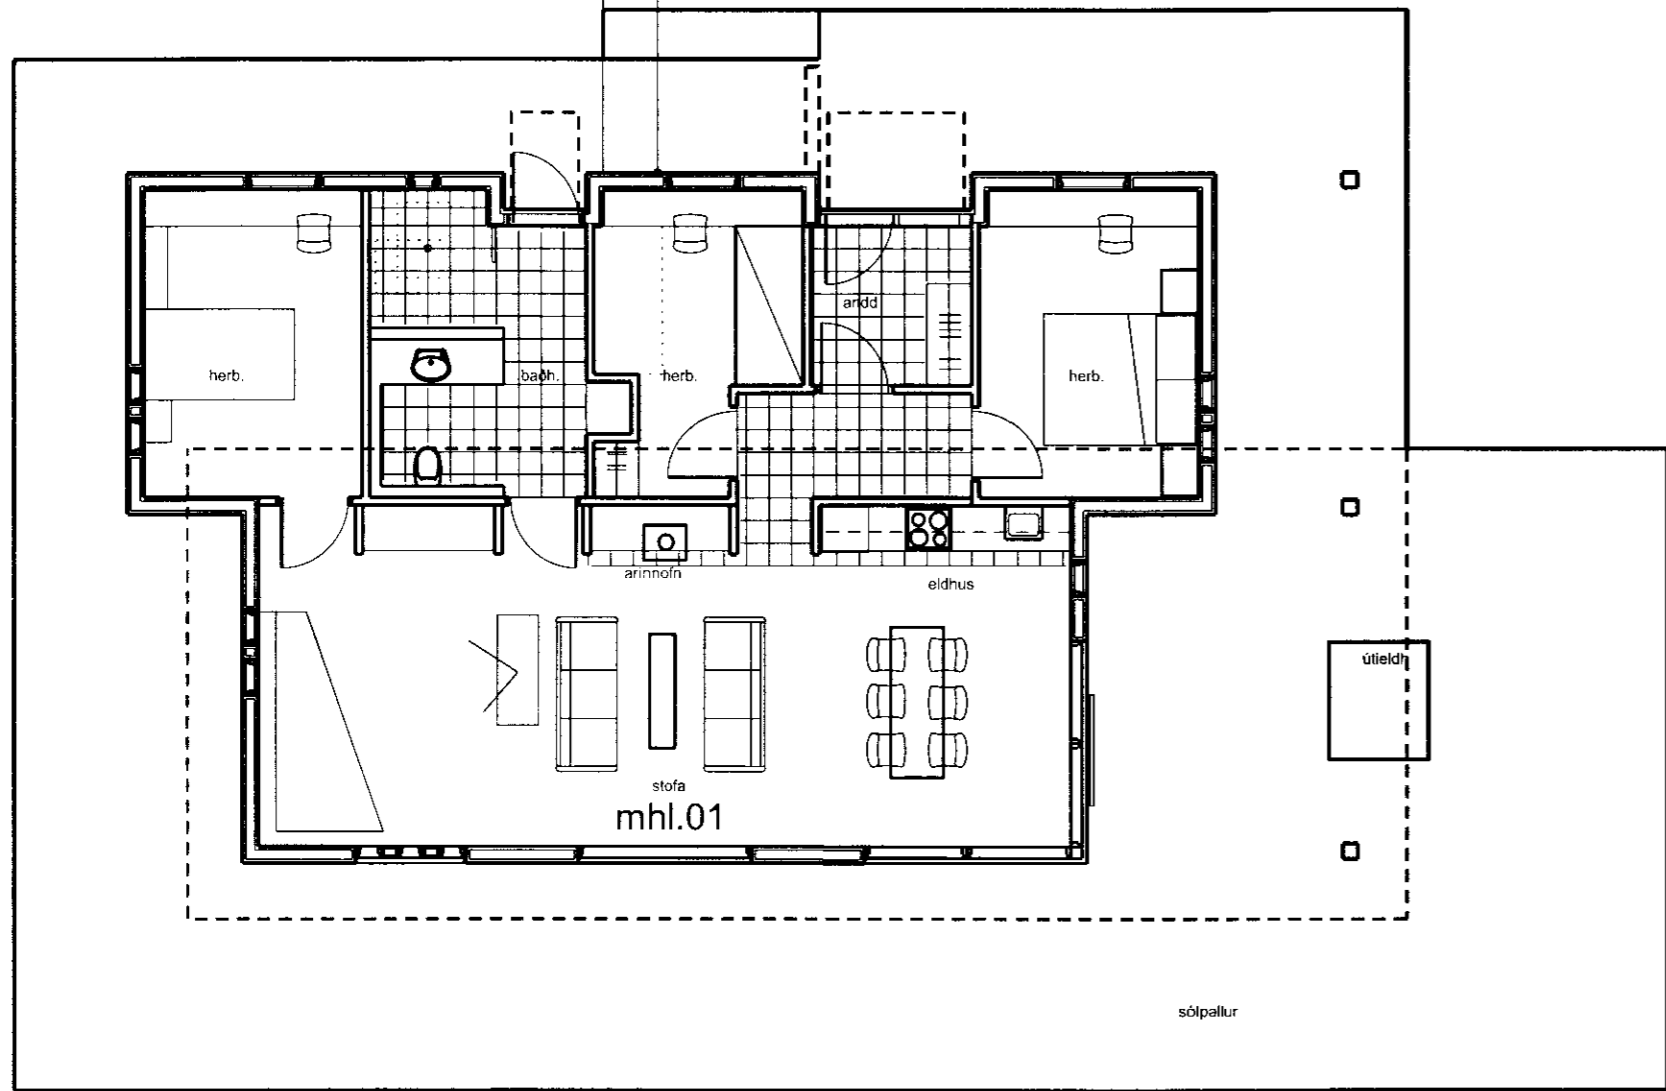 andd
herb.
baðh.
herb.
herb.
arinnofn
eldhus
útieldh
stofa
mhl.01
sólpallur